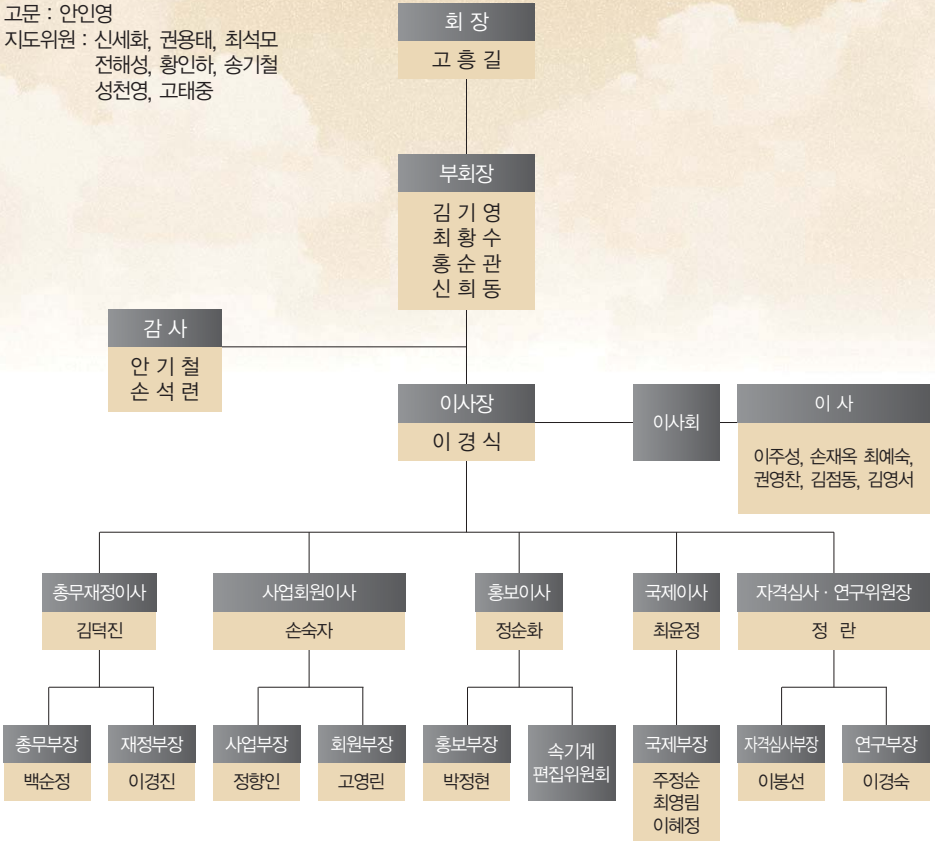 고문 : 안인영
지도위원 : 신세화, 권용태, 최석모
전해성, 황인하, 송기철
성천영, 고태중
회 장
고 흥 길
부회장
김 기 영
최 황 수
홍 순 관
신 희 동
감 사
안 기 철
손 석 련
이사장
이 경 식
이사회
이 사
이주성, 손재옥 최예숙,
권영찬, 김점동, 김영서
총무재정이사
김덕진
사업회원이사
손숙자
홍보이사
정순화
국제이사
최윤정
자격심사 · 연구위원장
정 란
총무부장
백순정
재정부장
이경진
사업부장
정향인
회원부장
고영린
홍보부장
박정현
속기계
편집위원회
국제부장
주정순
최영림
이혜정
자격심사부장
이봉선
연구부장
이경숙